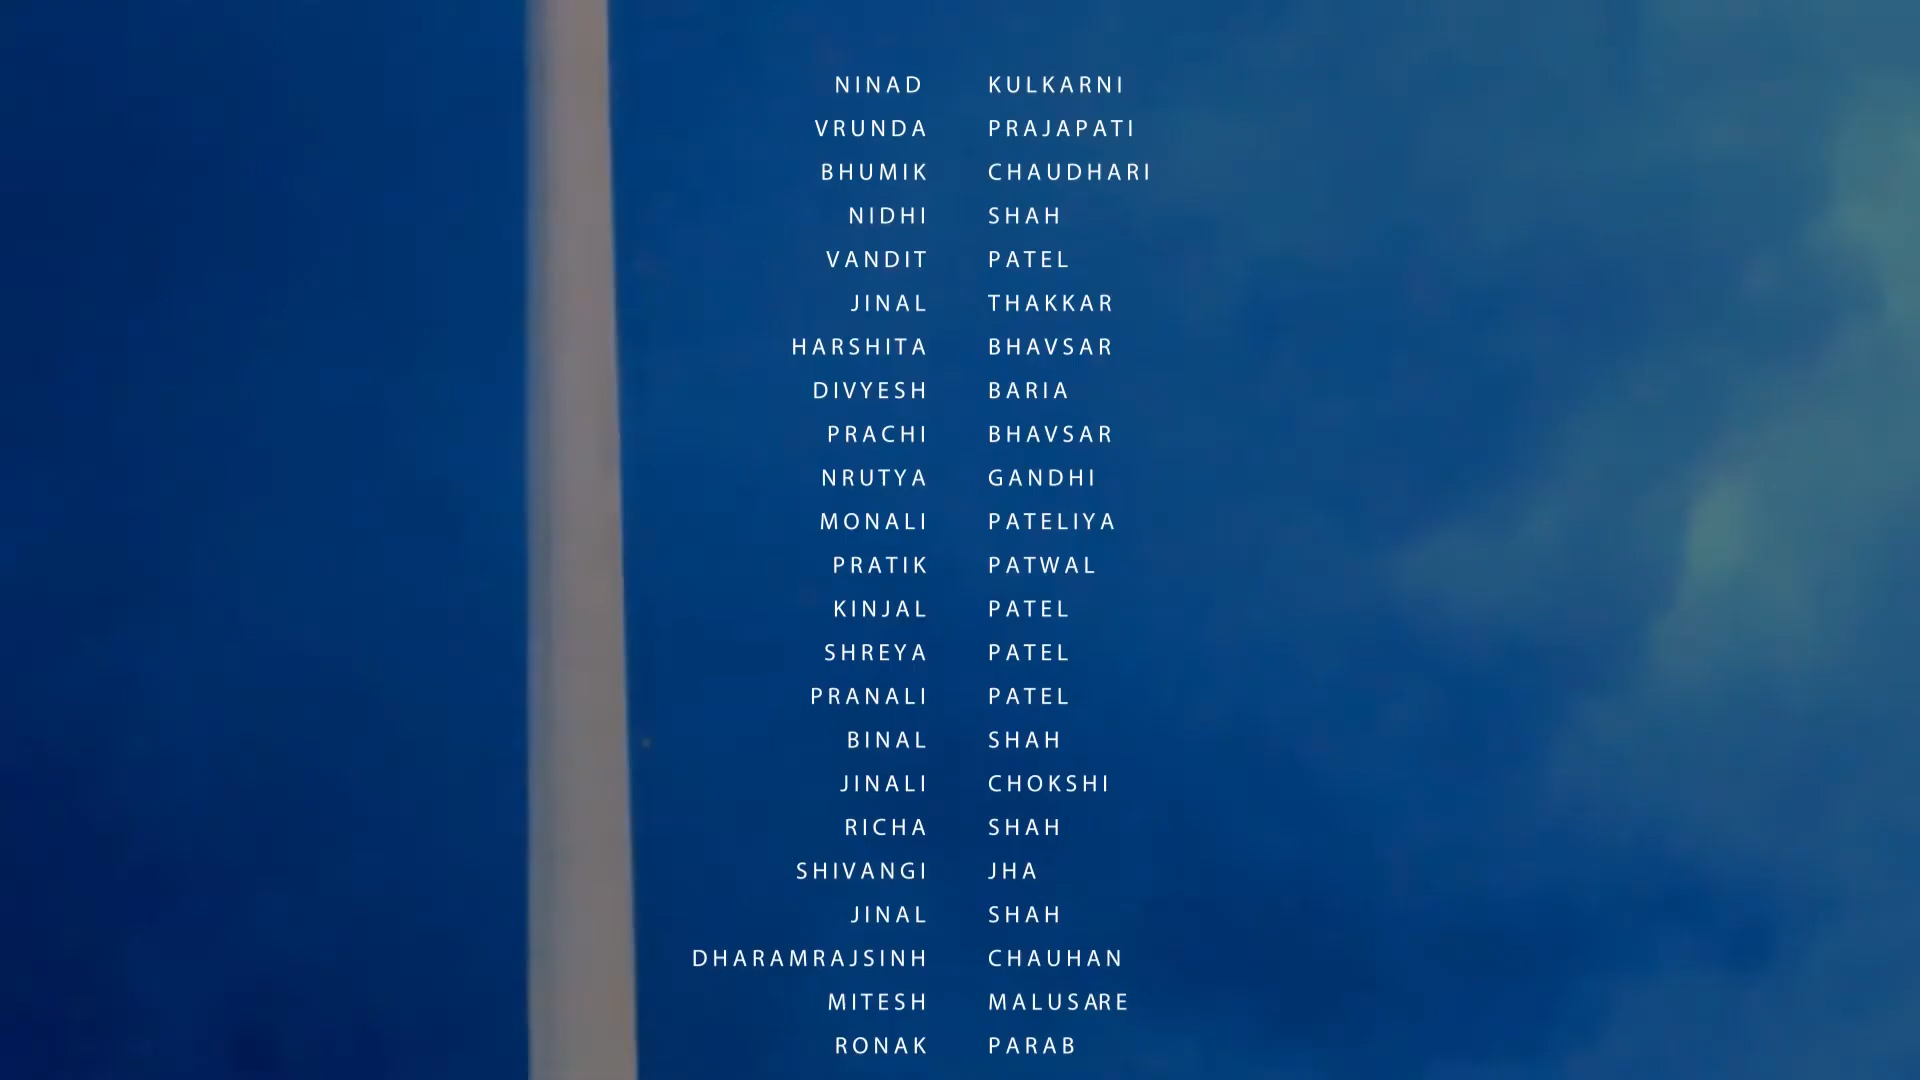 NINAD KULKARNI
VRUNDA PRAJAPATI
BHUMIK CHAUDHARI
NIDHI SHAH
VANDIT PATEL
JINAL THAKKAR
HARSHITA BHAVSAR
DIVYESH BARIA
PRACHI BHAVSAR
NRUTYA GANDHI
MONALI PATELIYA
PRATIK PATWAL
KINJAL PATEL
SHREYA PATEL
PRANALI PATEL
BINAL SHAH
JINALI CHOKSHI
RICHA SHAH
SHIVANGI JHA
JINAL SHAH
DHARAMRAJSINH CHAUHAN
MITESH MALUSARE
RONAK PARAB